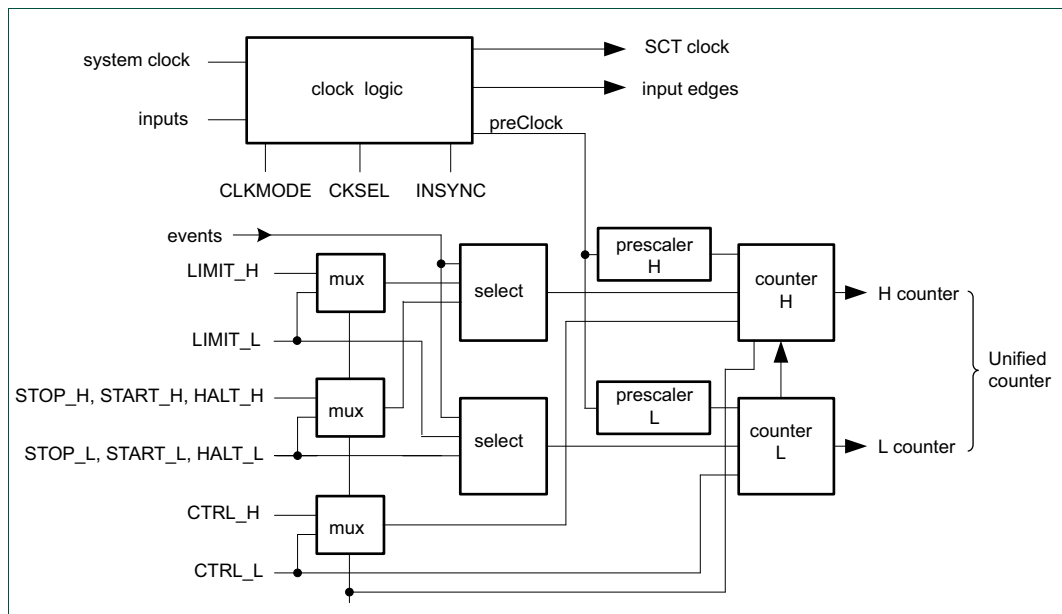 SCT clock
system clock
clock logic
input edges
inputs
preClock
CLKMODE
CKSEL
INSYNC
events
prescaler
H
LIMIT_H
mux
select
counter
H
H counter
LIMIT_L
Unified
counter
STOP_H, START_H, HALT_H
mux
prescaler
L
select
counter
L
L counter
STOP_L, START_L, HALT_L
CTRL_H
mux
CTRL_L